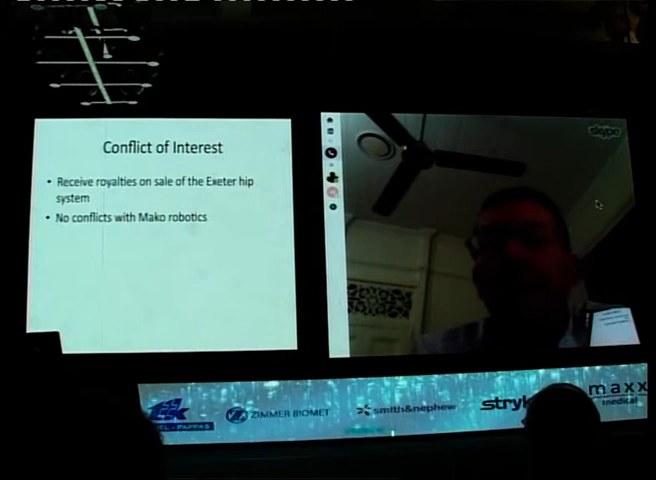 Conflict of Interest
• Receive royalties on sale of the Exeter hip
system
• No conflicts with Mako robotics
skype
ZIMMER BIOMET
smith&nephew
maxx
medical